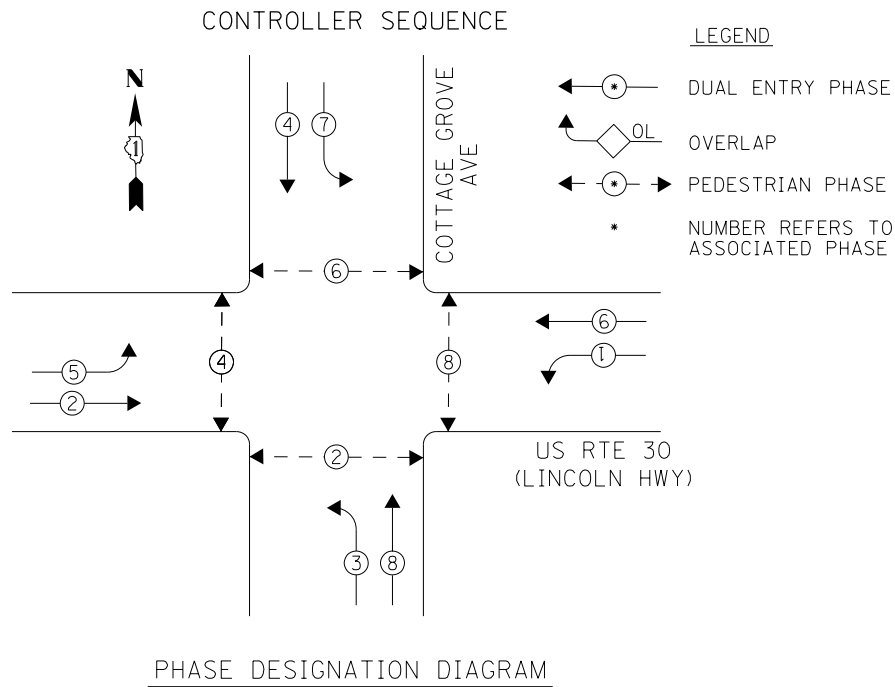 CONTROLLER SEQUENCE
LEGEND
N
1
4
7
COTTAGE GROVE
AVE
*
DUAL ENTRY PHASE
OL
OVERLAP
*
PEDESTRIAN PHASE
*
NUMBER REFERS TO
ASSOCIATED PHASE
6
6
1
4
8
5
2
2
US RTE 30
(LINCOLN HWY)
3
8
PHASE DESIGNATION DIAGRAM